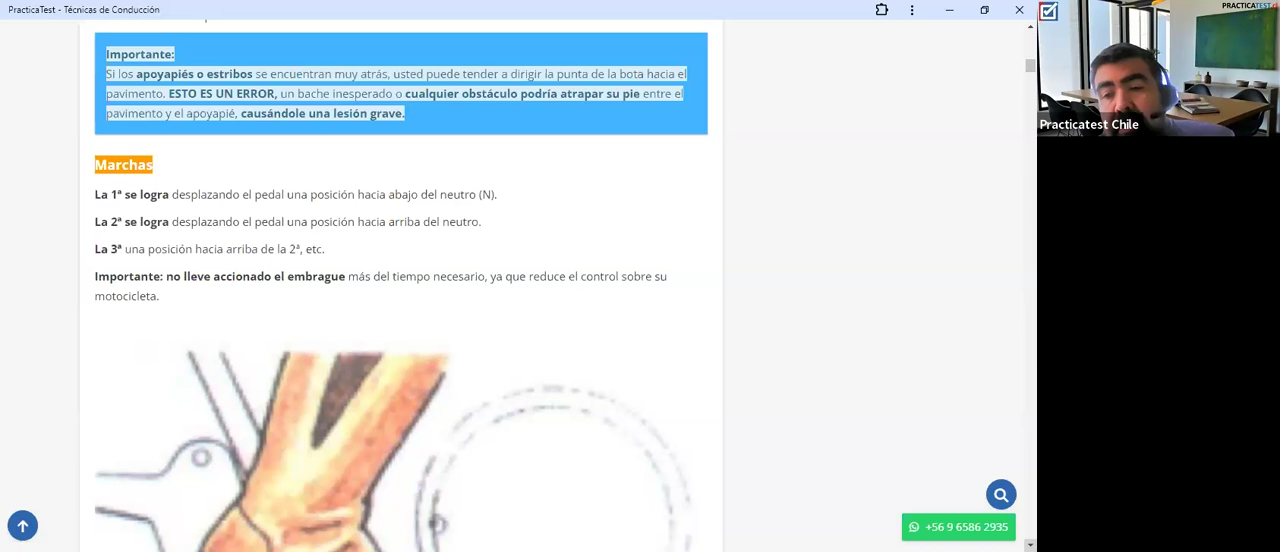 PracticaTest - Técnicas de Conducción
Importante:
Si los apoyapiés o estribos se encuentran muy atrás, usted puede tender a dirigir la punta de la bota hacia el
pavimento. ESTO ES UN ERROR, un bache inesperado o cualquier obstáculo podría atrapar su pie entre el
pavimento y el apoyapié, causándole una lesión grave.
Marchas
La 1ª se logra desplazando el pedal una posición hacia abajo del neutro (N).
La 2ª se logra desplazando el pedal una posición hacia arriba del neutro.
La 3ª una posición hacia arriba de la 2ª, etc.
Importante: no lleve accionado el embrague más del tiempo necesario, ya que reduce el control sobre su
motocicleta.
+56 9 6586 2935
PRACTICATEST
Practicatest Chile